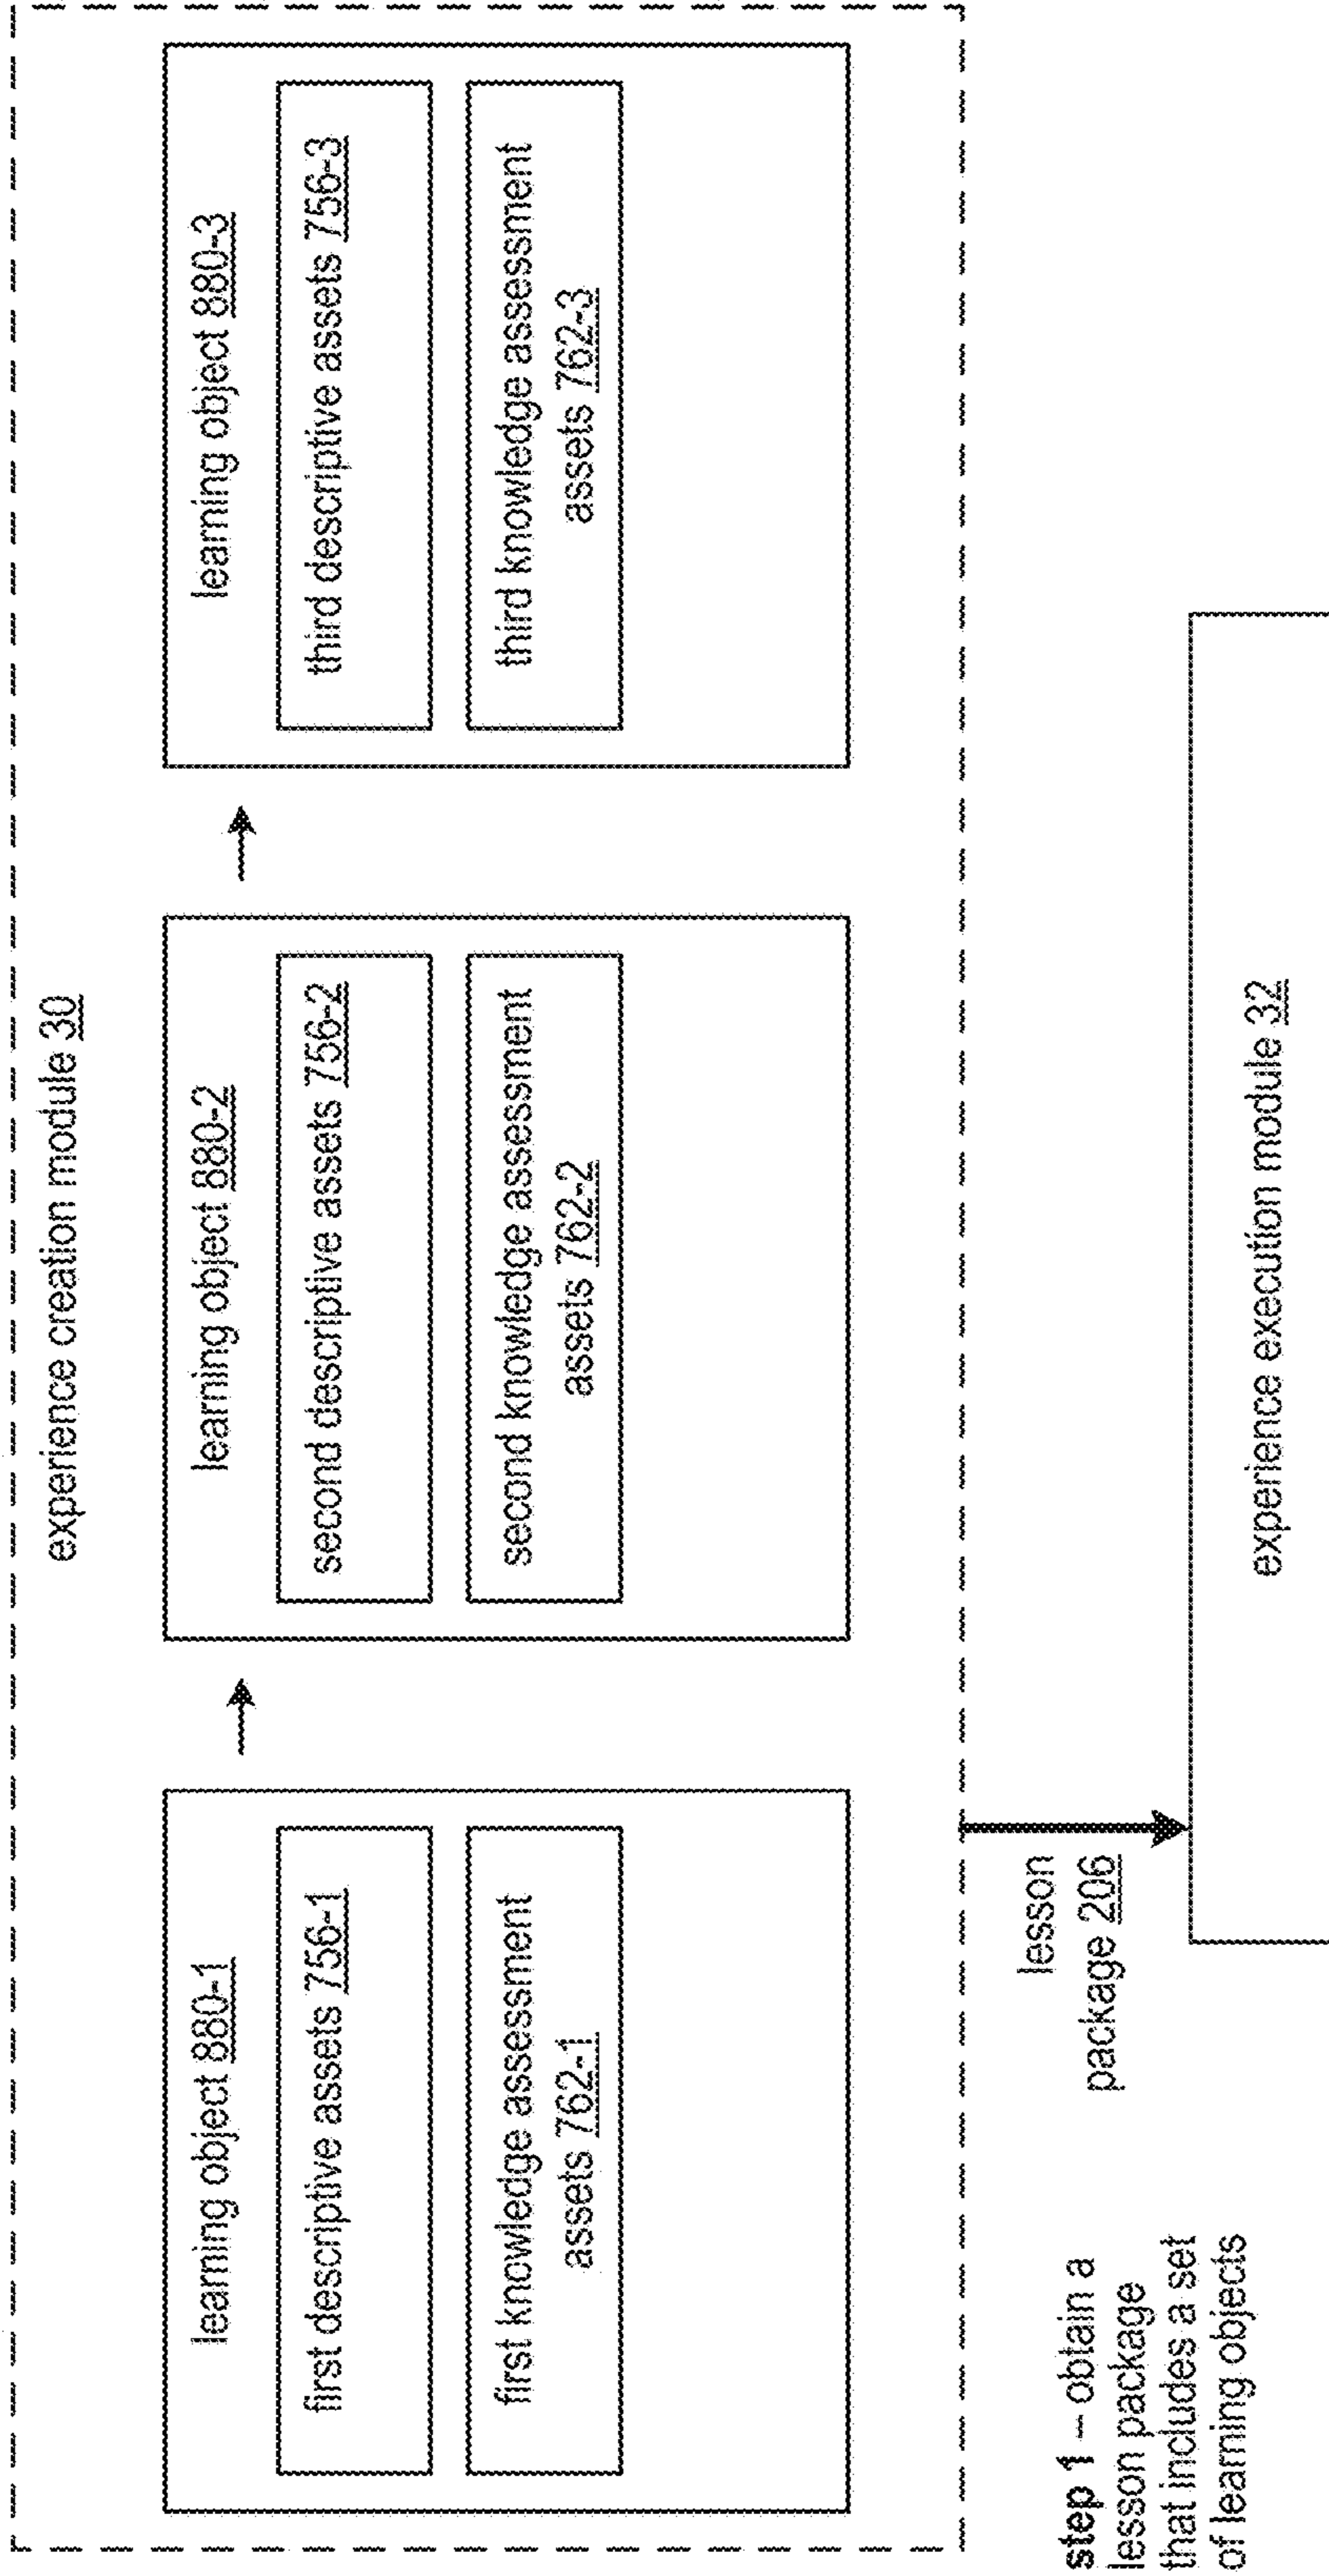 experience creation module 30
learning object 880-1
first descriptive assets 756-1
first knowledge assessment
assets 762-1
learning object 880-2
second descriptive assets 756-2
second knowledge assessment
assets 762-2
learning object 880-3
third descriptive assets 756-3
third knowledge assessment
assets 762-3
step 1 – obtain a
lesson package
that includes a set
of learning objects
lesson
package 206
experience execution module 32